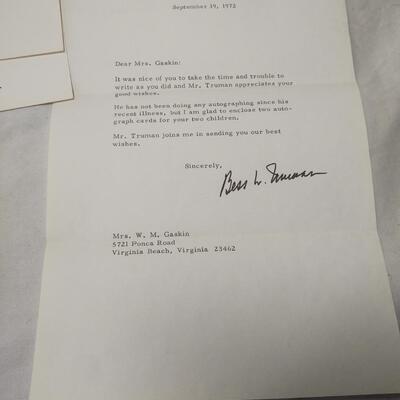 September 19, 1972
Dear Mrs. Gaskin:
It was nice of you to take the time and trouble to
write as you did and Mr. Truman appreciates your
good wishes.
He has not been doing any autographing since his
recent illness, but I am glad to enclose two auto-
graph cards for your two children.
Mr. Truman joins me in sending you our best
wishes.
Sincerely,
Bess W. Truman
Mrs. W. M. Gaskin
5721 Ponca Road
Virginia Beach, Virginia 23462